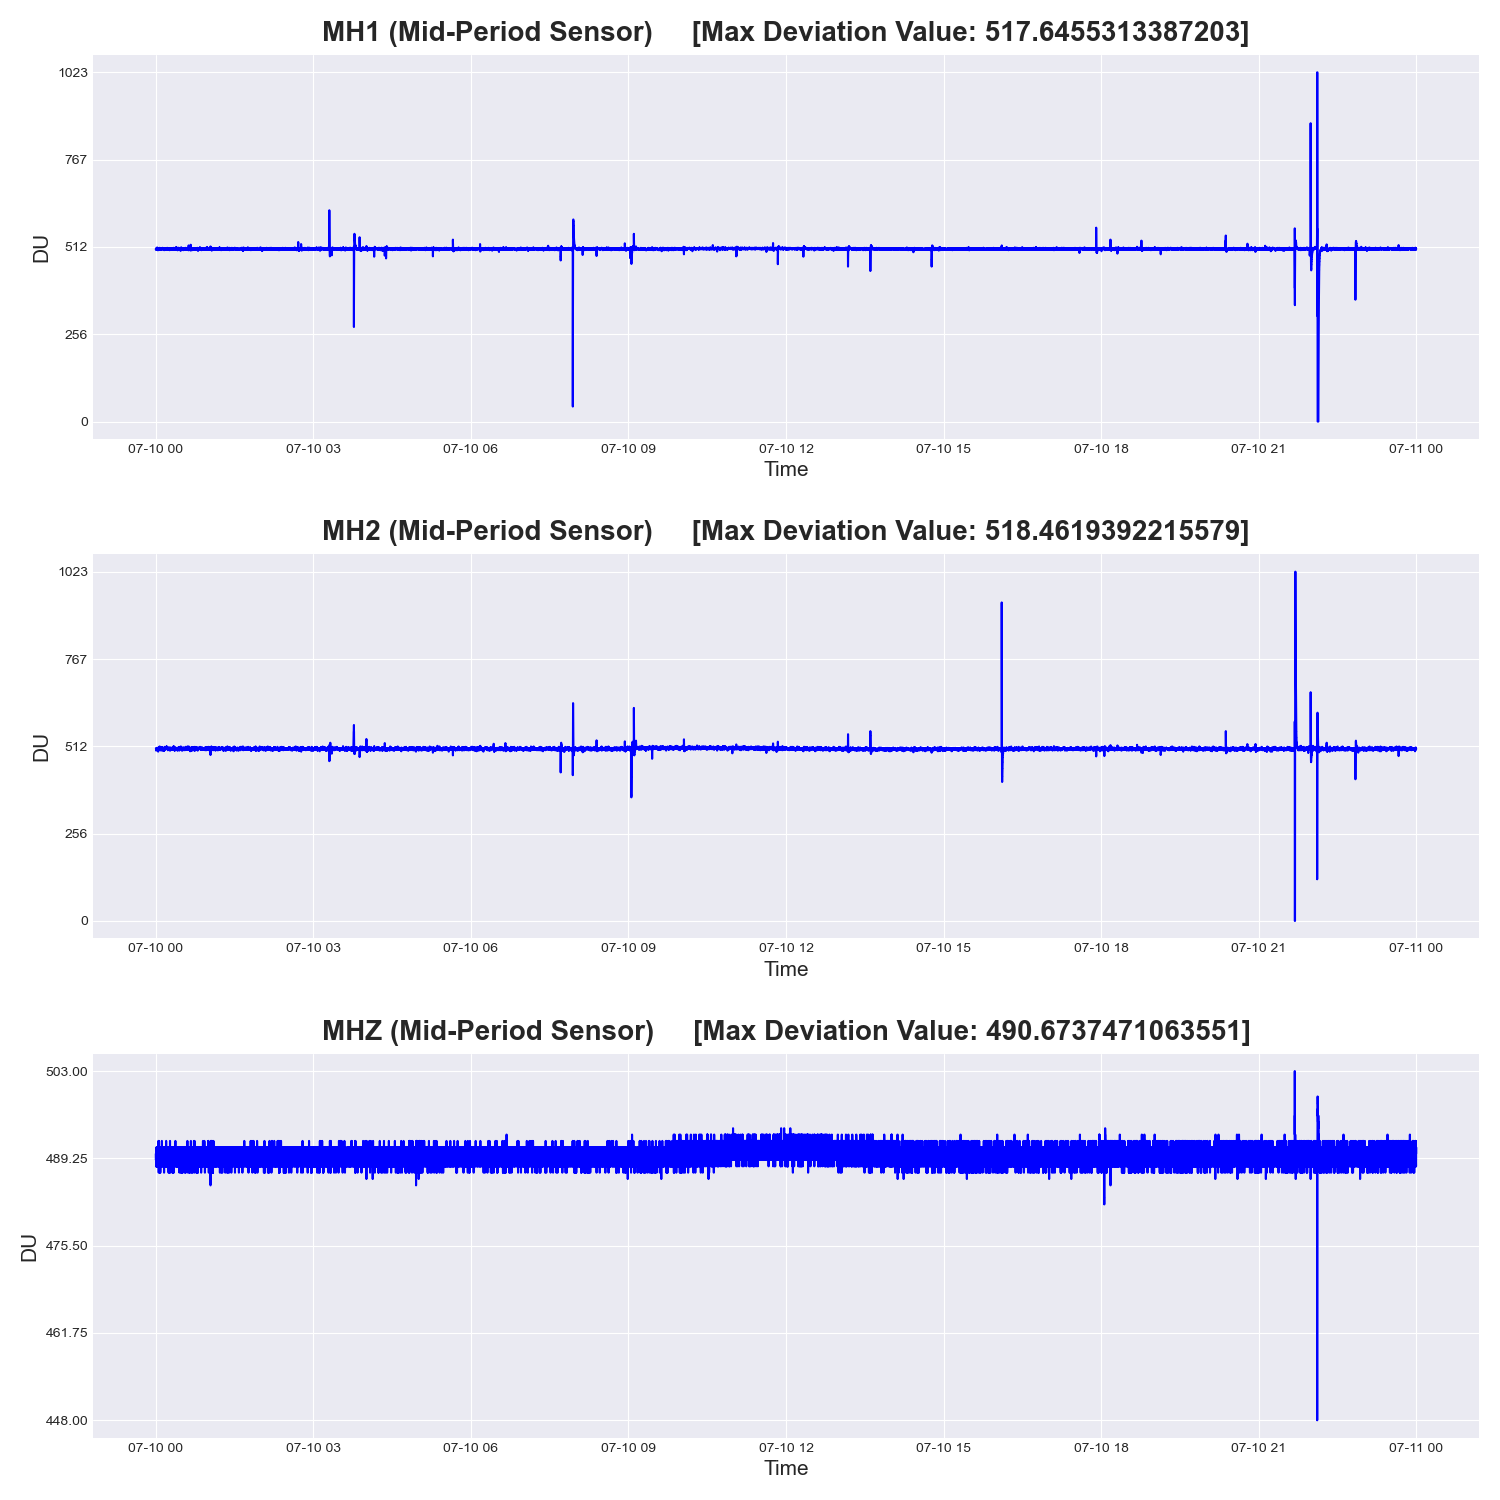 MH1 (Mid-Period Sensor) [Max Deviation Value: 517.6455313387203]
1023
767
512
256
0
DU
07-10 00 07-10 03 07-10 06 07-10 09 07-10 12 07-10 15 07-10 18 07-10 21 07-11 00
Time
MH2 (Mid-Period Sensor) [Max Deviation Value: 518.4619392215579]
1023
767
512
256
0
DU
07-10 00 07-10 03 07-10 06 07-10 09 07-10 12 07-10 15 07-10 18 07-10 21 07-11 00
Time
MHZ (Mid-Period Sensor) [Max Deviation Value: 490.6737471063551]
503.00
489.25
475.50
461.75
448.00
DU
07-10 00 07-10 03 07-10 06 07-10 09 07-10 12 07-10 15 07-10 18 07-10 21 07-11 00
Time